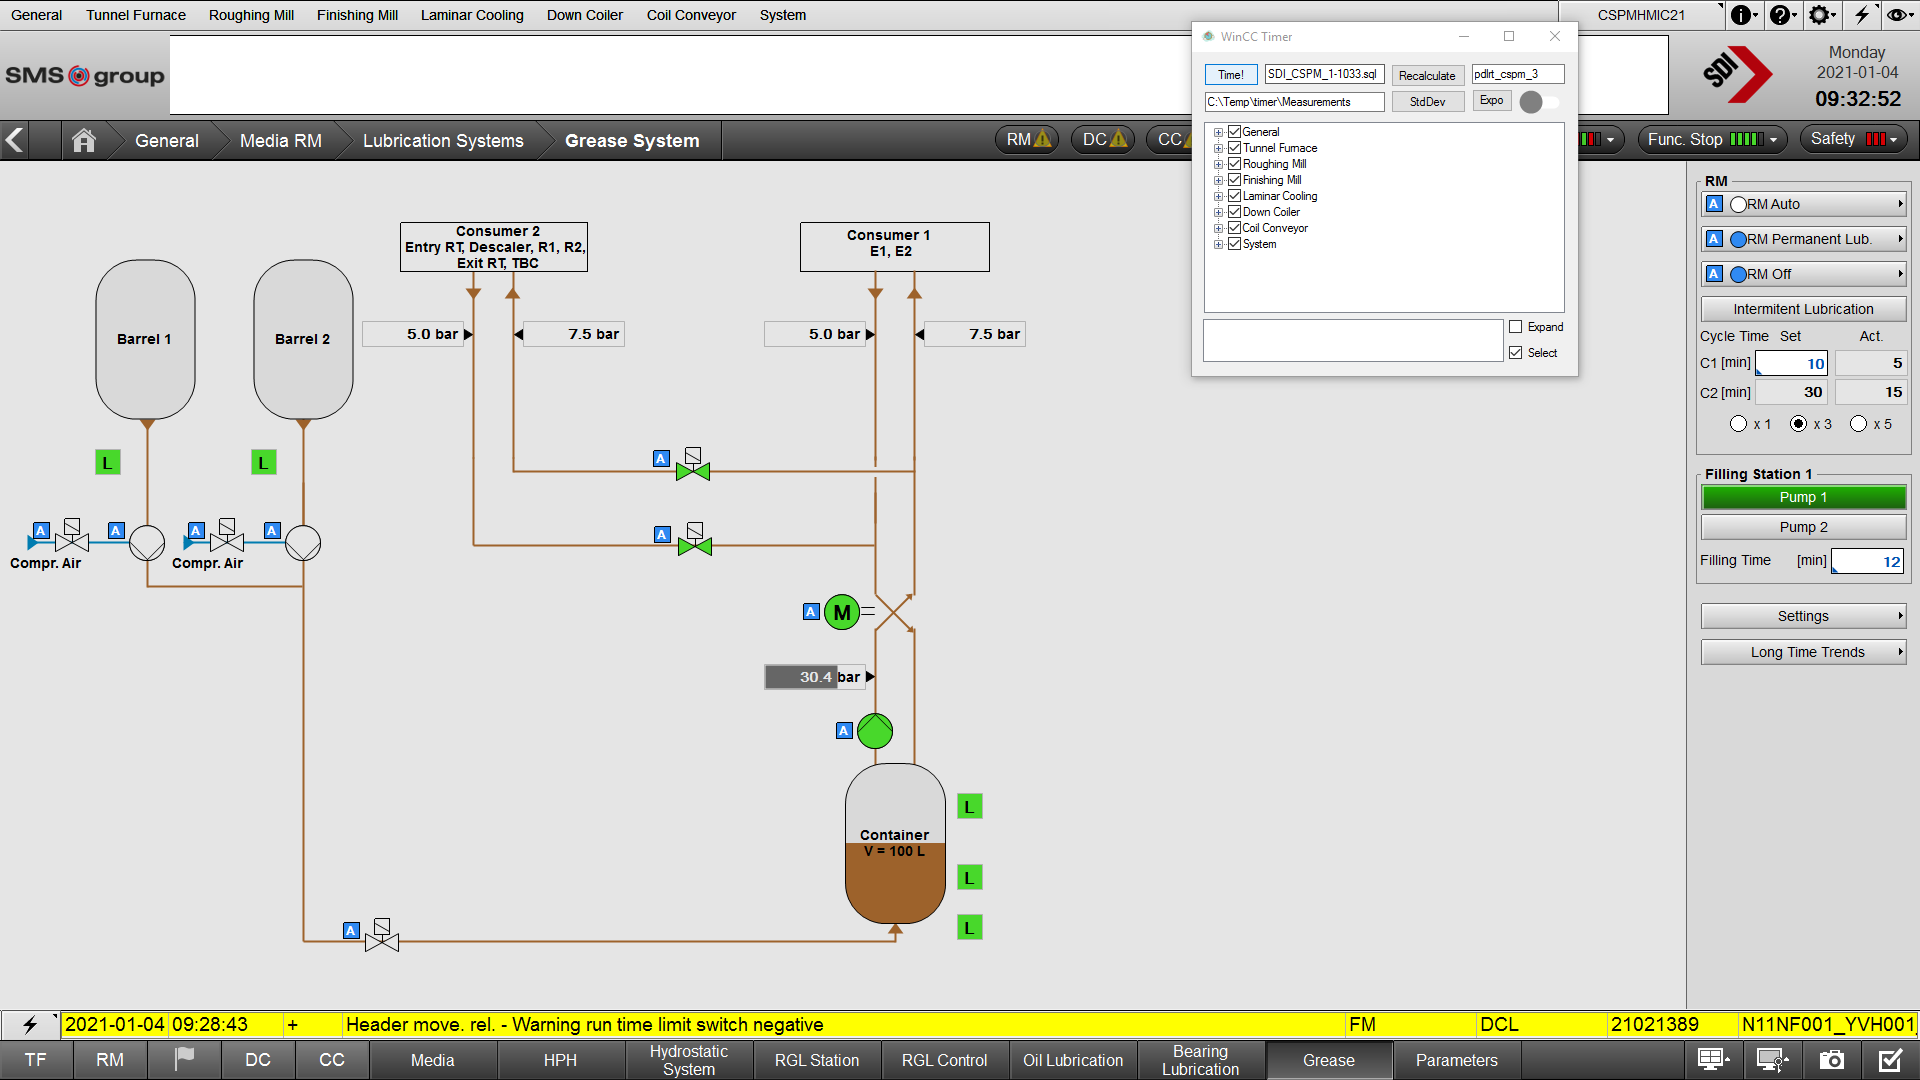 General Tunnel Furnace Roughing Mill Finishing Mill Laminar Cooling Down Coiler Coil Conveyor System
CSPMHMIC21
SMS group
SDI
Monday
2021-01-04
09:32:52
General Media RM Lubrication Systems Grease System
RM DC CC
Func. Stop Safety
WinCC Timer
Time! SDI_CSPM_1-1033.sql Recalculate pdlrt_cspm_3
C:\Temp\timer\Measurements StdDev Expo
General
Tunnel Furnace
Roughing Mill
Finishing Mill
Laminar Cooling
Down Coiler
Coil Conveyor
System
Expand
Select
Consumer 2
Entry RT, Descaler, R1, R2,
Exit RT, TBC
Consumer 1
E1, E2
Barrel 1
Barrel 2
5.0 bar
7.5 bar
5.0 bar
7.5 bar
L
L
A
A
A
A
A
A
Compr. Air
Compr. Air
A
M
30.4 bar
A
Container
V = 100 L
L
L
L
A
RM
A RM Auto
A RM Permanent Lub.
A RM Off
Intermitent Lubrication
Cycle Time Set Act.
C1 [min] 10 5
C2 [min] 30 15
x 1 x 3 x 5
Filling Station 1
Pump 1
Pump 2
Filling Time [min] 12
Settings
Long Time Trends
2021-01-04 09:28:43 + Header move. rel. - Warning run time limit switch negative FM DCL 21021389 N11NF001_YVH001
TF RM DC CC Media HPH Hydrostatic System RGL Station RGL Control Oil Lubrication Bearing Lubrication Grease Parameters